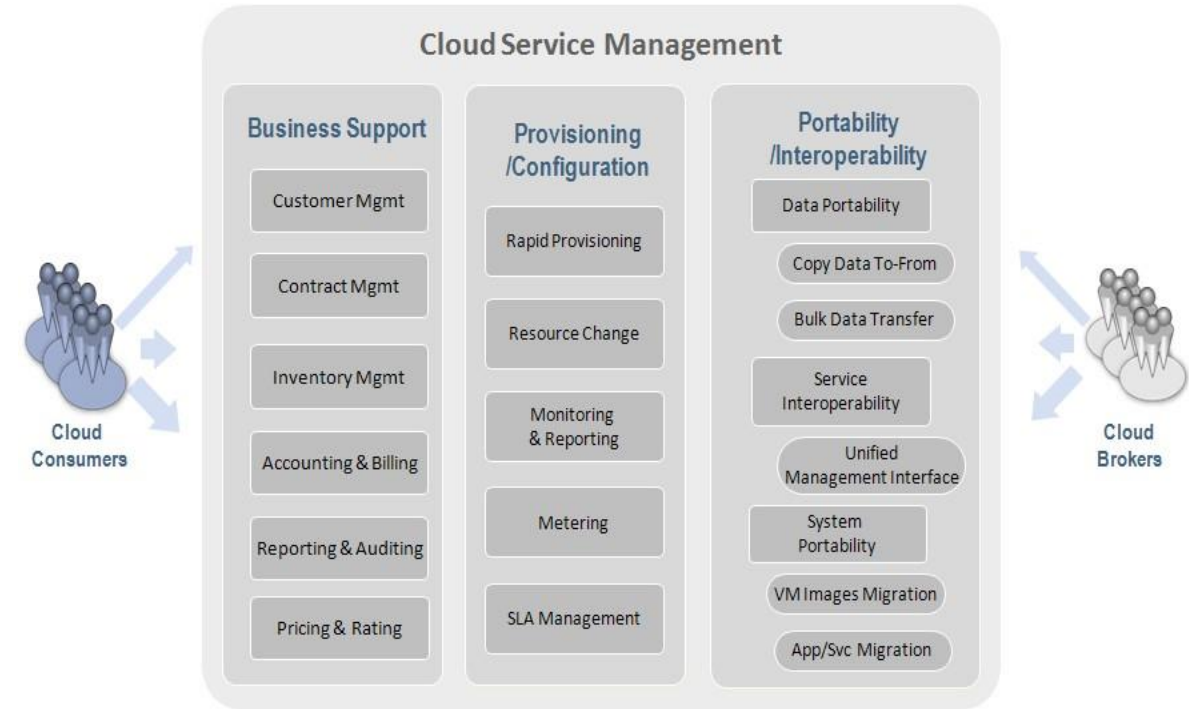 Cloud Service Management
Business Support
Customer Mgmt
Contract Mgmt
Inventory Mgmt
Accounting & Billing
Reporting & Auditing
Pricing & Rating
Provisioning
/Configuration
Rapid Provisioning
Resource Change
Monitoring
& Reporting
Metering
SLA Management
Portability
/Interoperability
Data Portability
Copy Data To-From
Bulk Data Transfer
Service
Interoperability
Unified
Management Interface
System
Portability
VM Images Migration
App/Svc Migration
Cloud
Consumers
Cloud
Brokers